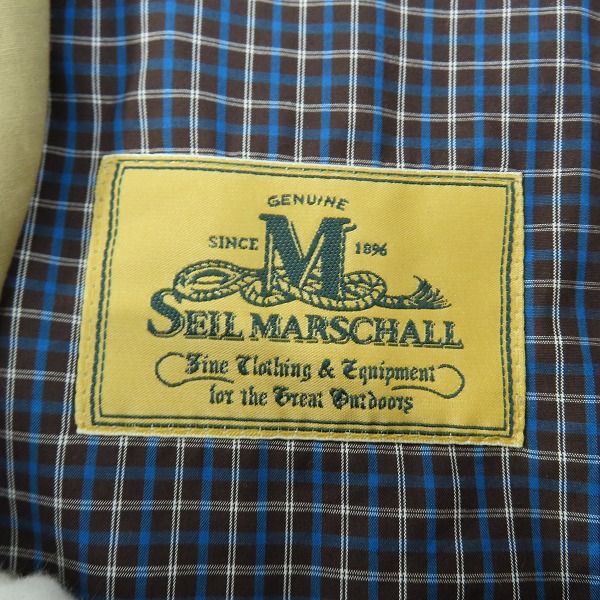 GENUINE
SINCE M 1896
SEIL MARSCHALL
Fine Clothing & Equipment
for the Great Outdoors